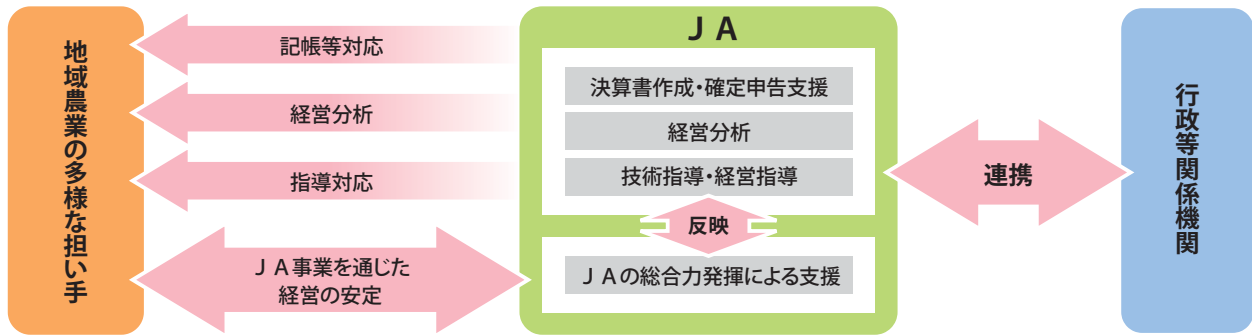 地域農業の多様な担い手
記帳等対応
経営分析
指導対応
ＪＡ事業を通じた
経営の安定
ＪＡ
決算書作成・確定申告支援
経営分析
技術指導・経営指導
反映
ＪＡの総合力発揮による支援
連携
行政等関係機関